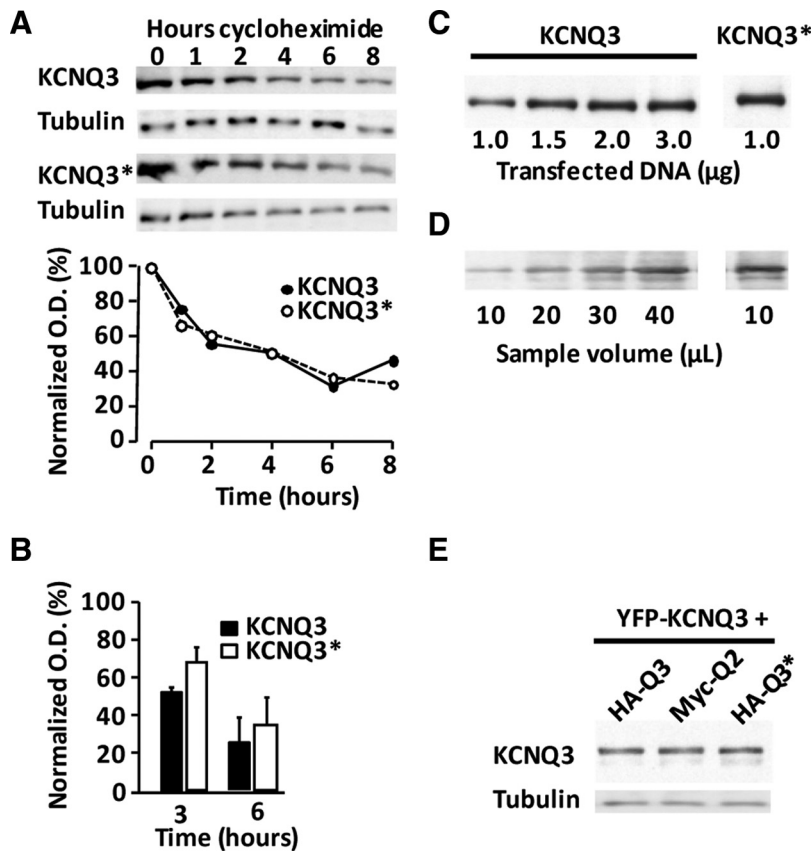 A
Hours cycloheximide
0 1 2 4 6 8
KCNQ3
Tubulin
KCNQ3*
Tubulin
Normalized O.D. (%)
100
80
60
40
20
0
KCNQ3
KCNQ3*
0 2 4 6 8
Time (hours)
B
Normalized O.D. (%)
100
80
60
40
20
0
KCNQ3
KCNQ3*
3 6
Time (hours)
C
KCNQ3 KCNQ3*
1.0 1.5 2.0 3.0 1.0
Transfected DNA (µg)
D
10 20 30 40 10
Sample volume (µL)
E
YFP-KCNQ3 +
HA-Q3 Myc-Q2 HA-Q3*
KCNQ3
Tubulin